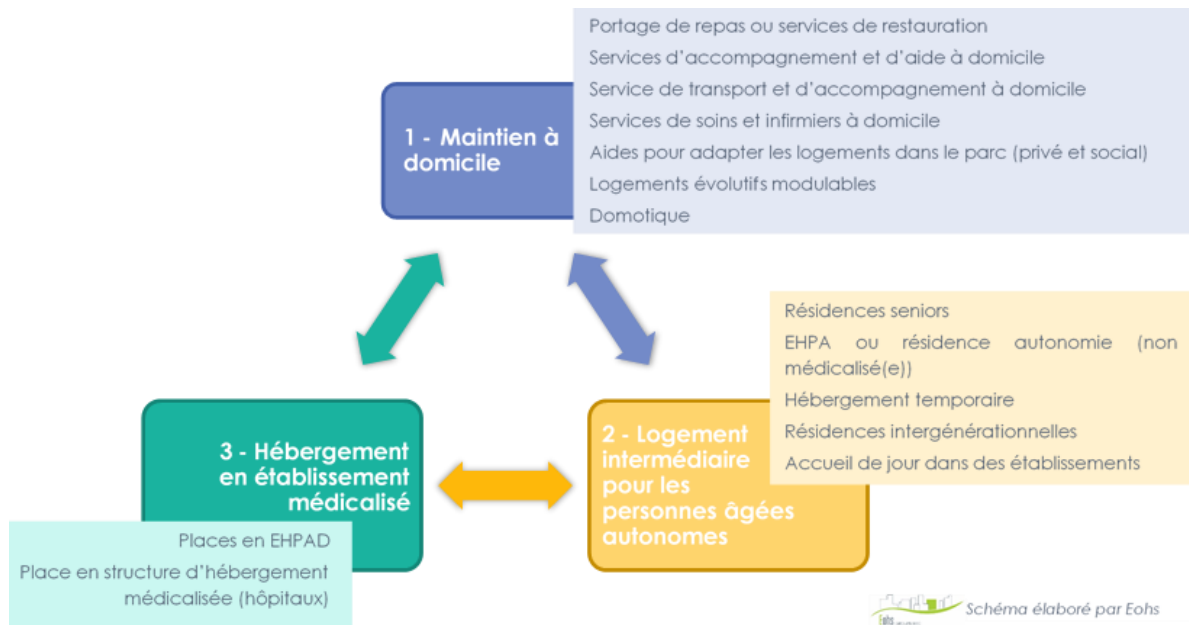 Portage de repas ou services de restauration
Services d'accompagnement et d'aide à domicile
Service de transport et d'accompagnement à domicile
Services de soins et infirmiers à domicile
Aides pour adapter les logements dans le parc (privé et social)
Logements évolutifs modulables
Domotique
1 - Maintien à
domicile
Résidences seniors
EHPA ou résidence autonomie (non
médicalisé(e))
Hébergement temporaire
Résidences intergénérationnelles
Accueil de jour dans des établissements
2 - Logement
intermédiaire
pour les
personnes âgées
autonomes
3 - Hébergement
en établissement
médicalisé
Places en EHPAD
Place en structure d'hébergement
médicalisée (hôpitaux)
Eohs
Schéma élaboré par Eohs